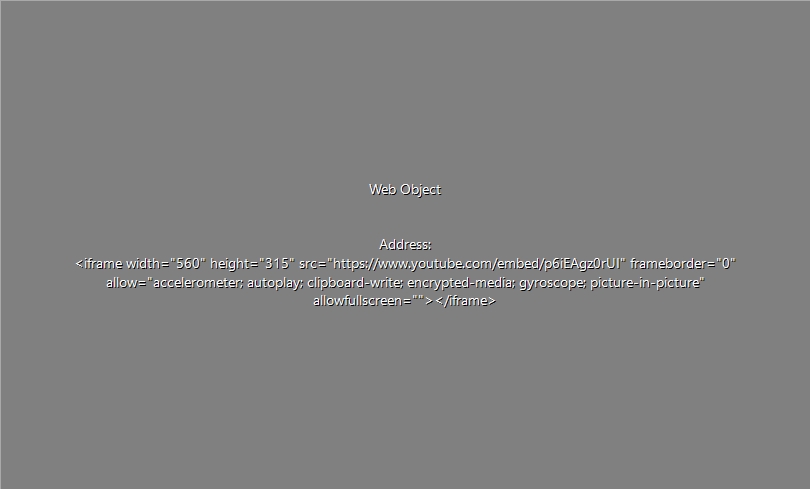 Web Object
Address:
<iframe width="560" height="315" src="https://www.youtube.com/embed/p6iEAgz0rUI" frameborder="0"
allow="accelerometer; autoplay; clipboard-write; encrypted-media; gyroscope; picture-in-picture"
allowfullscreen=""></iframe>